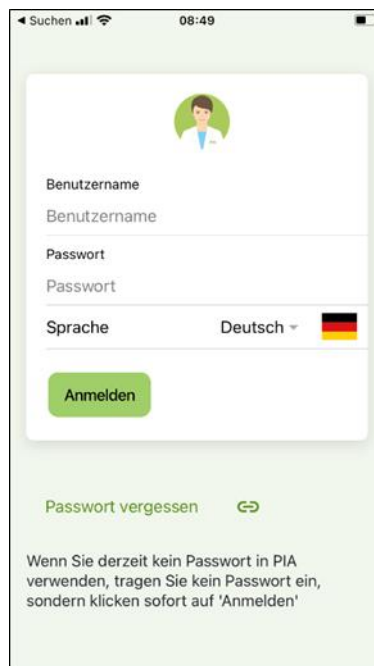 Suchen 08:49
Benutzername
Benutzername
Passwort
Passwort
Sprache Deutsch
Anmelden
Passwort vergessen
Wenn Sie derzeit kein Passwort in PIA
verwenden, tragen Sie kein Passwort ein,
sondern klicken sofort auf 'Anmelden'